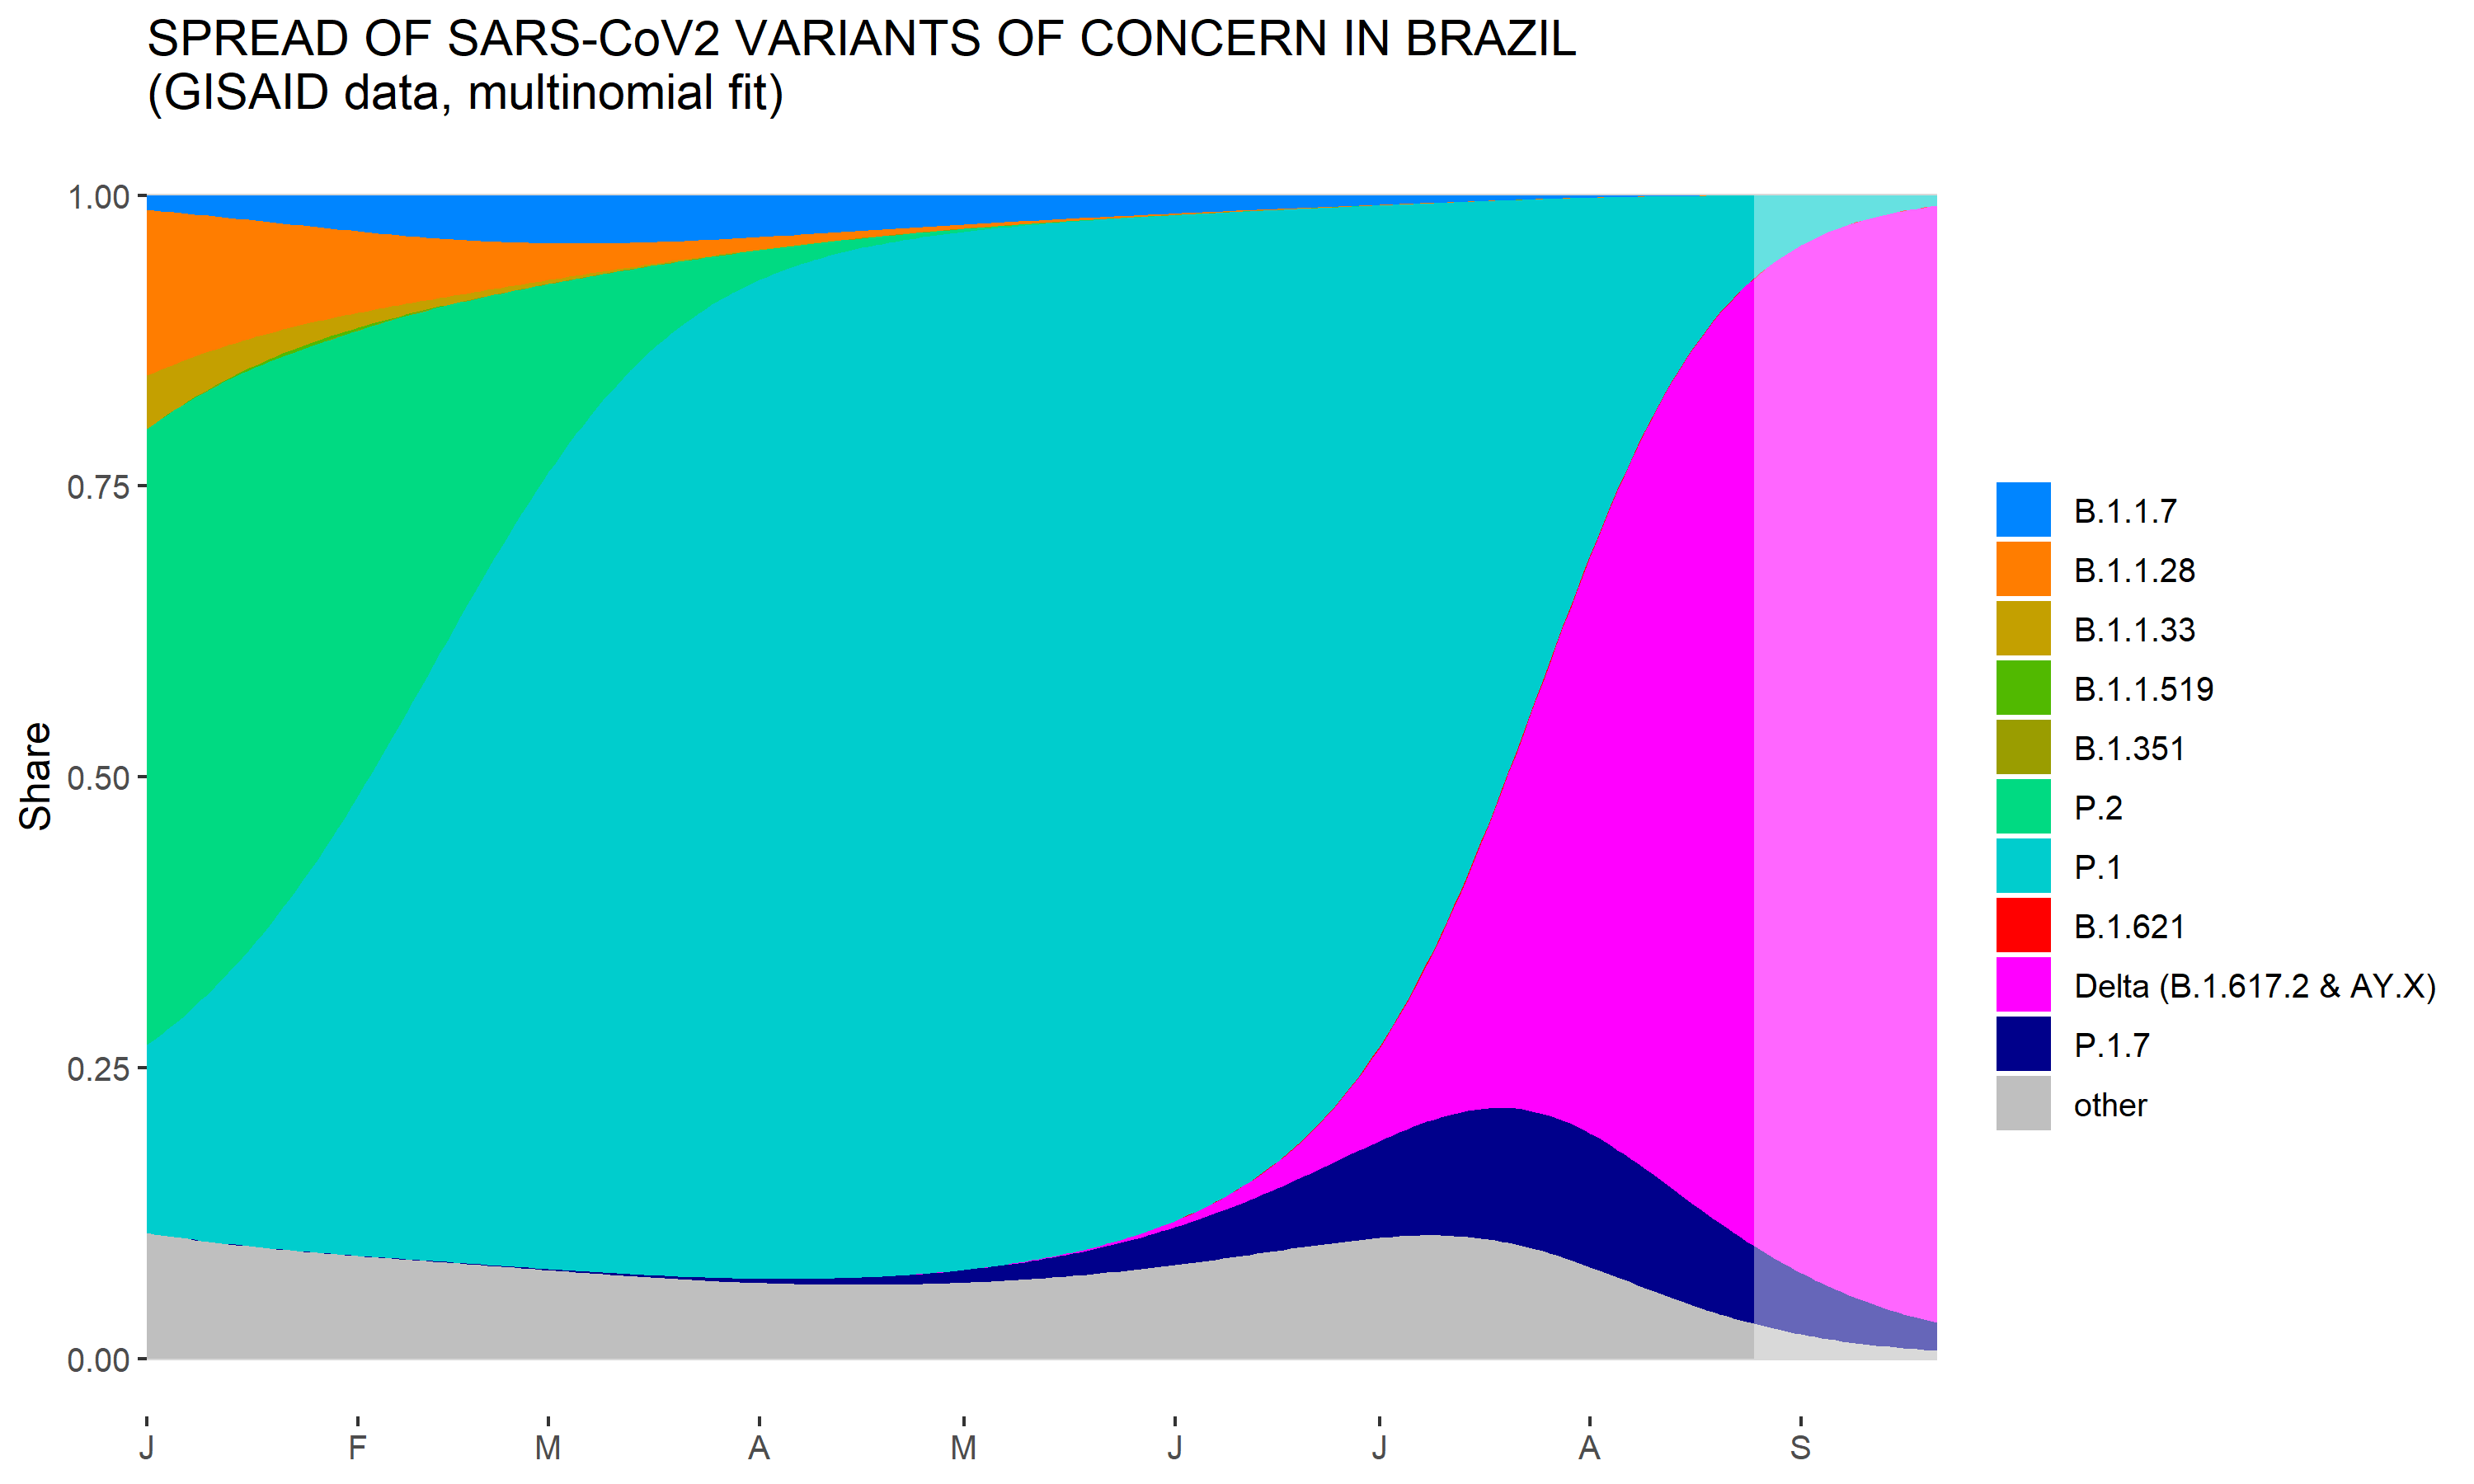 SPREAD OF SARS-CoV2 VARIANTS OF CONCERN IN BRAZIL
(GISAID data, multinomial fit)
1.00
0.75
0.50
0.25
0.00
Share
J
F
M
A
M
J
J
A
S
B.1.1.7
B.1.1.28
B.1.1.33
B.1.1.519
B.1.351
P.2
P.1
B.1.621
Delta (B.1.617.2 & AY.X)
P.1.7
other